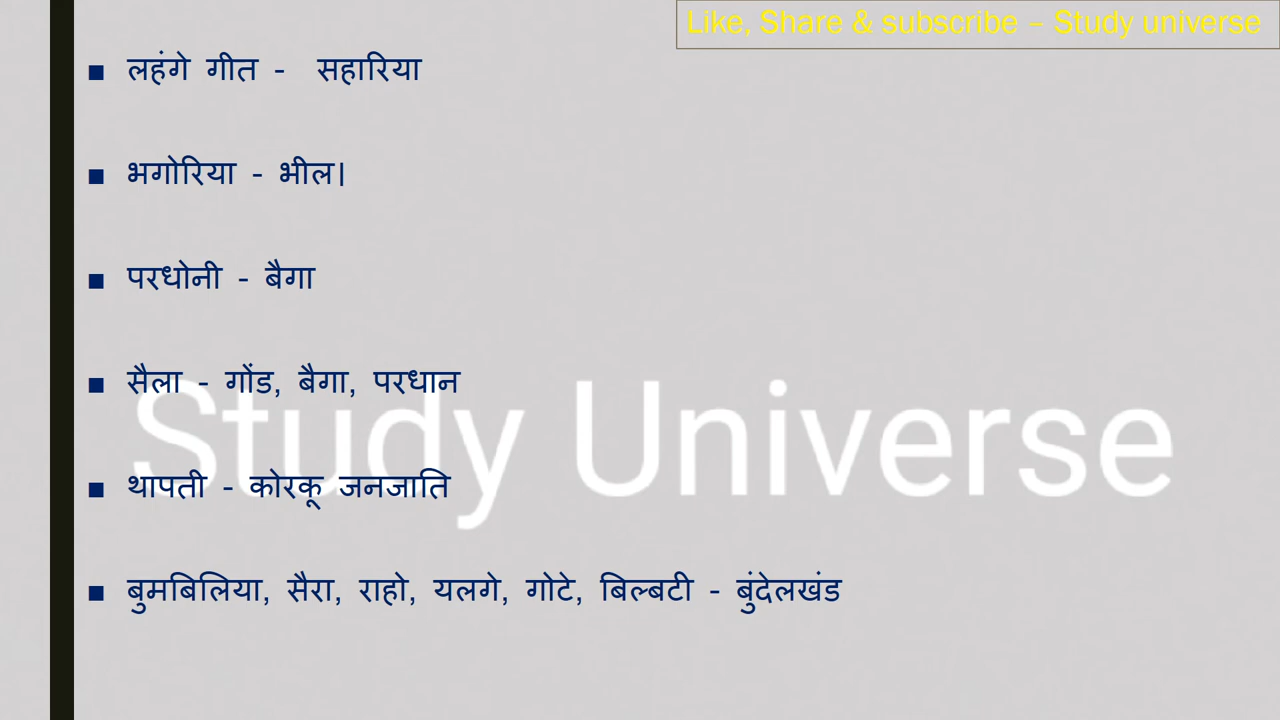 Like, Share & subscribe – Study universe
▪ लहंगे गीत - सहारिया
▪ भगोरिया - भील।
▪ परधोनी - बैगा
▪ सैला - गोंड, बैगा, परधान
Study Universe
▪ थापती - कोरकू जनजाति
▪ बुमबिलिया, सैरा, राहो, यलगे, गोटे, बिल्बटी - बुंदेलखंड